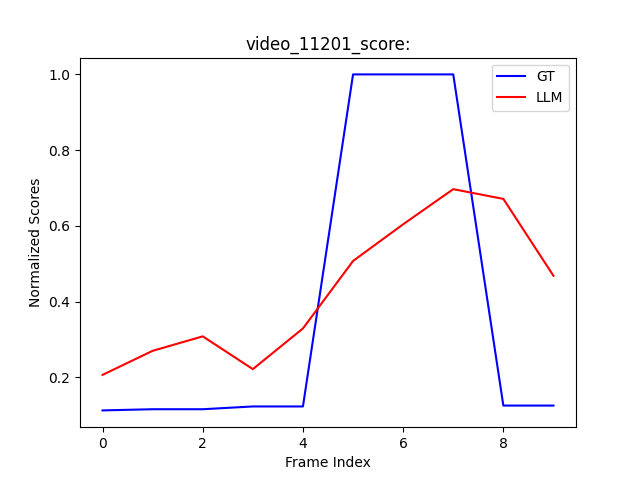 video_11201_score:
GT
LLM
Normalized Scores
1.0
0.8
0.6
0.4
0.2
0 2 4 6 8
Frame Index